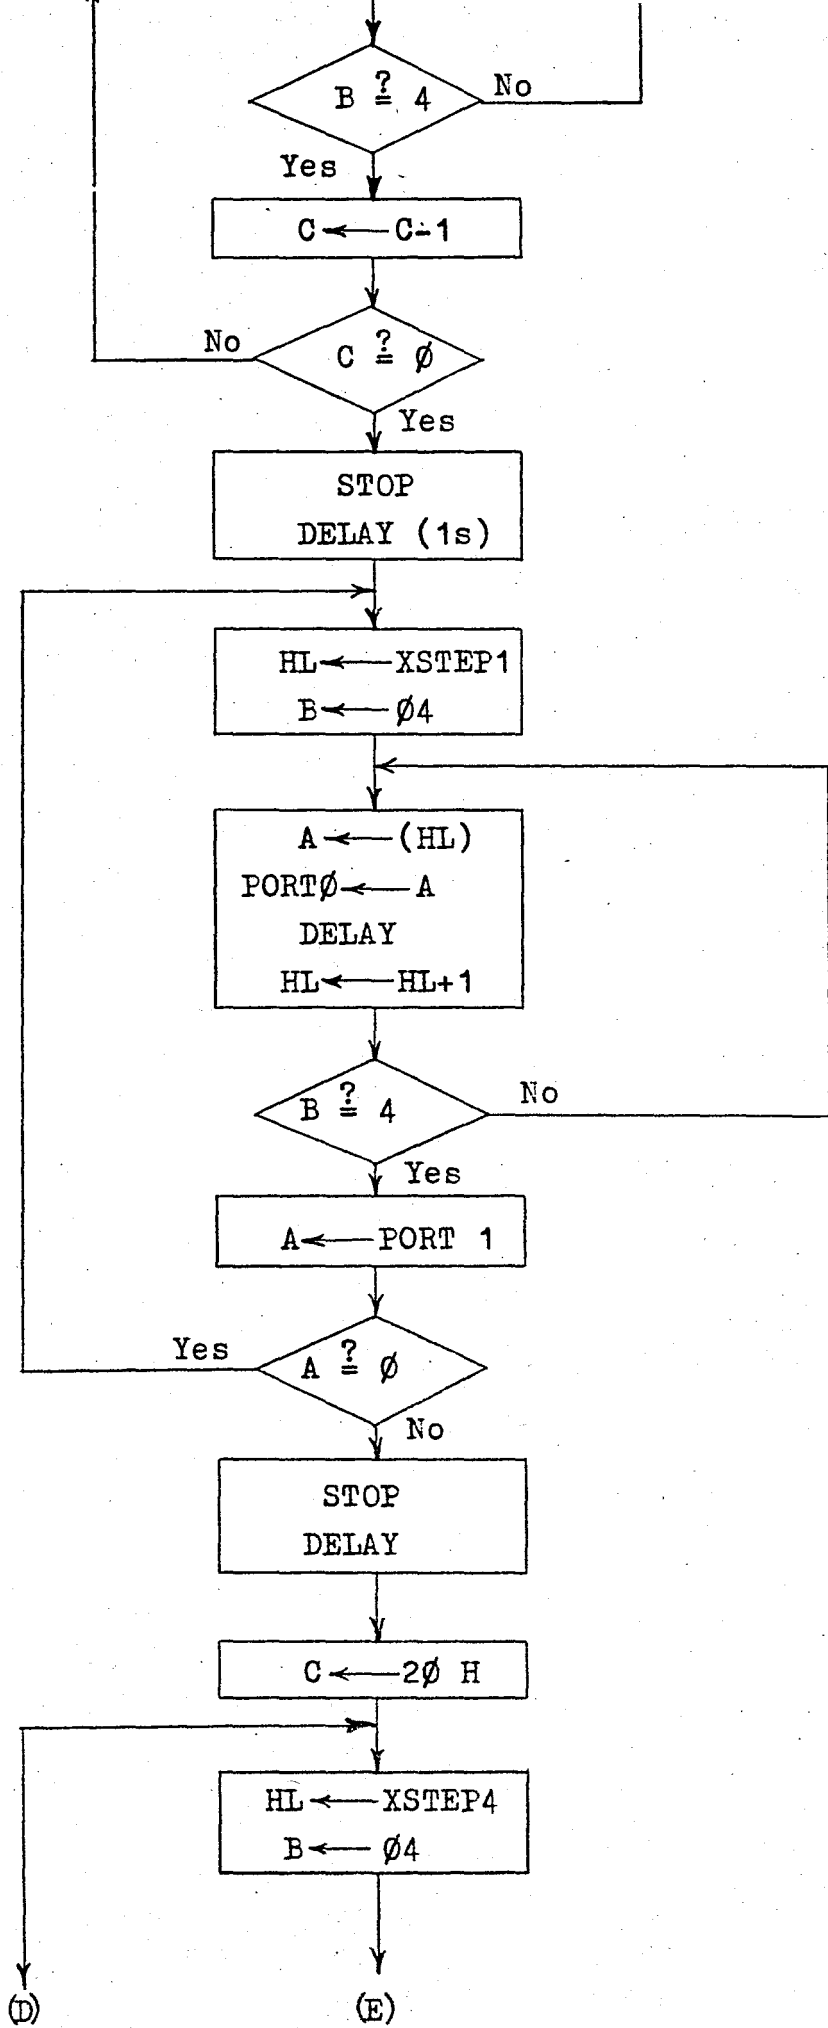 B ≟ 4
No
Yes
C ← C-1
No
C ≟ Ø
Yes
STOP
DELAY (1s)
HL ← XSTEP1
B ← Ø4
A ← (HL)
PORTØ ← A
DELAY
HL ← HL+1
B ≟ 4
No
Yes
A ← PORT 1
Yes
A ≟ Ø
No
STOP
DELAY
C ← 2Ø H
HL ← XSTEP4
B ← Ø4
(D)
(E)